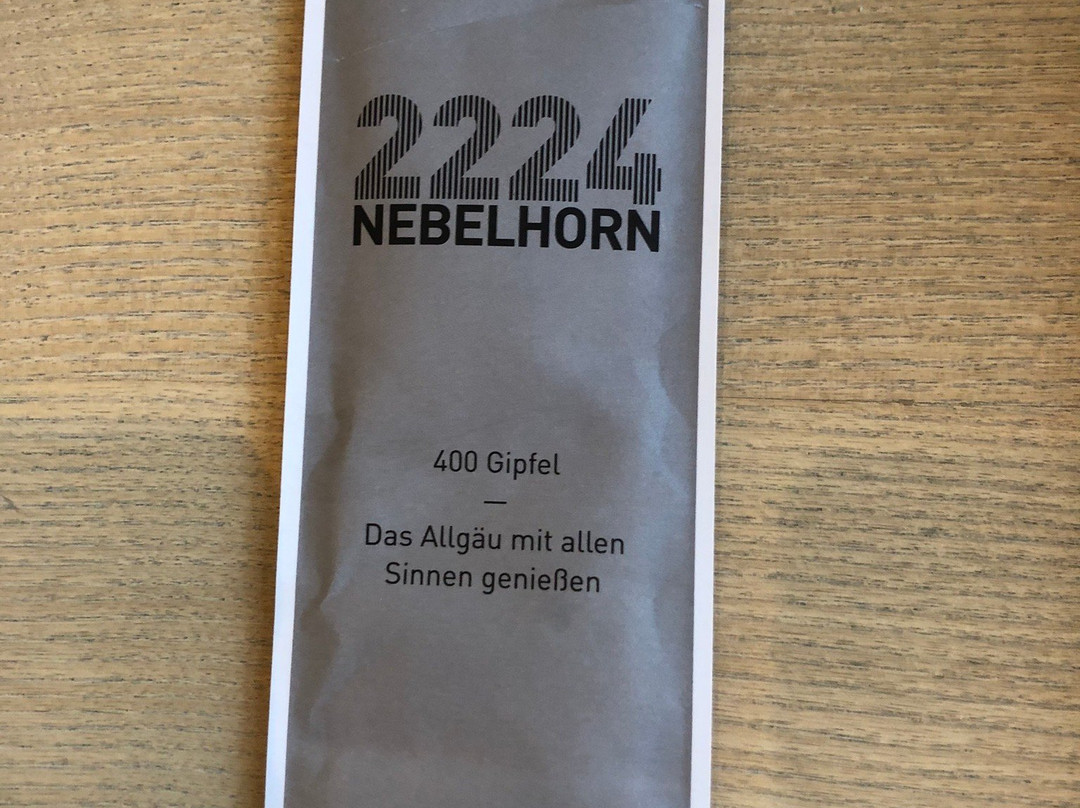 2224
NEBELHORN
400 Gipfel
—
Das Allgäu mit allen
Sinnen genießen